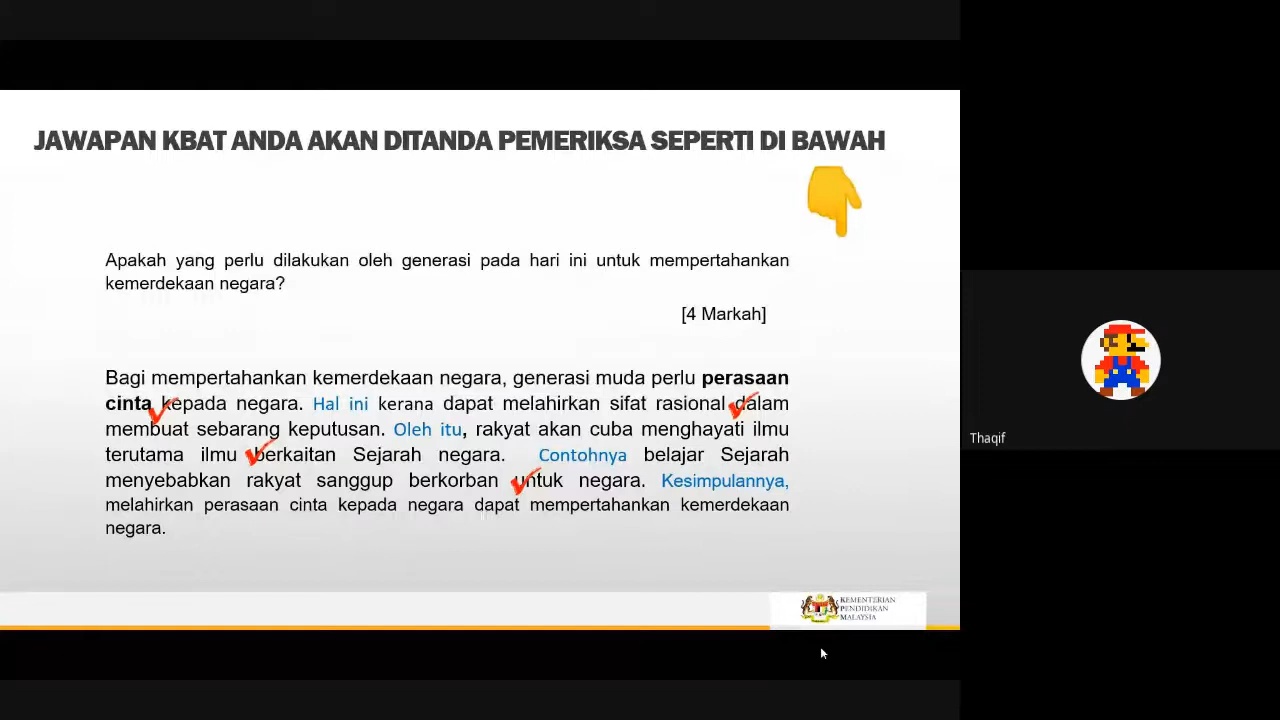 JAWAPAN KBAT ANDA AKAN DITANDA PEMERIKSA SEPERTI DI BAWAH
Apakah yang perlu dilakukan oleh generasi pada hari ini untuk mempertahankan
kemerdekaan negara?
[4 Markah]
Bagi mempertahankan kemerdekaan negara, generasi muda perlu perasaan
cinta kepada negara. Hal ini kerana dapat melahirkan sifat rasional dalam
membuat sebarang keputusan. Oleh itu, rakyat akan cuba menghayati ilmu
terutama ilmu berkaitan Sejarah negara. Contohnya belajar Sejarah
menyebabkan rakyat sanggup berkorban untuk negara. Kesimpulannya,
melahirkan perasaan cinta kepada negara dapat mempertahankan kemerdekaan
negara.
KEMENTERIAN
PENDIDIKAN
MALAYSIA
Thaqif